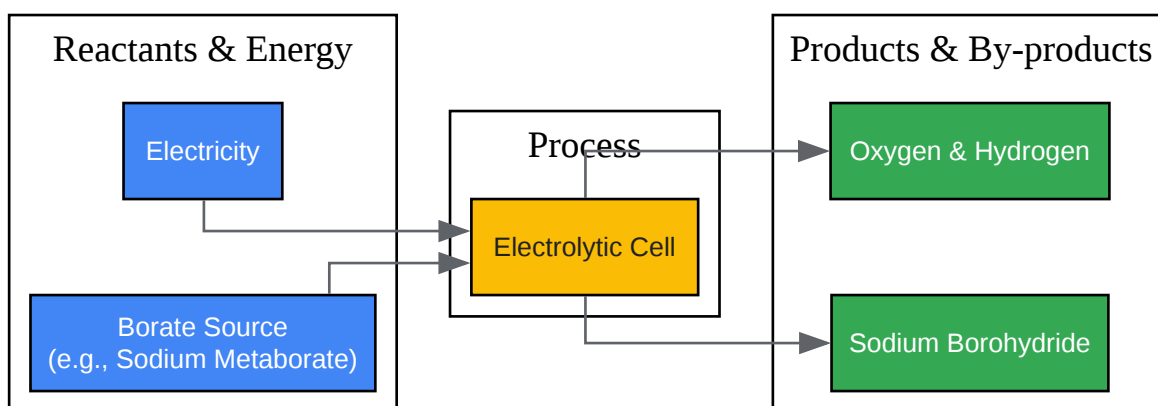 Reactants & Energy
Electricity
Borate Source
(e.g., Sodium Metaborate)
Process
Electrolytic Cell
Products & By-products
Oxygen & Hydrogen
Sodium Borohydride